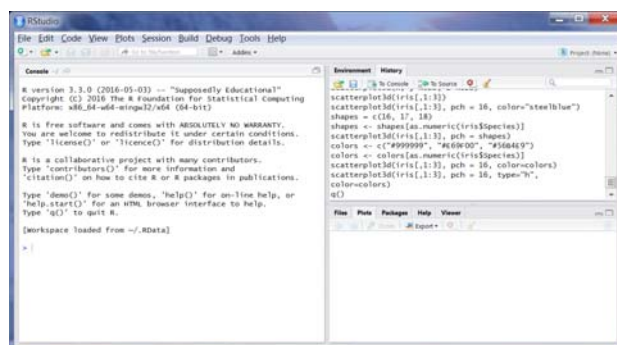 RStudio
File Edit Code View Plots Session Build Debug Tools Help
Go to file/function
Addins
Project: (None)
Console ~/
R version 3.3.0 (2016-05-03) -- "Supposedly Educational"
Copyright (C) 2016 The R Foundation for Statistical Computing
Platform: x86_64-w64-mingw32/x64 (64-bit)
R is free software and comes with ABSOLUTELY NO WARRANTY.
You are welcome to redistribute it under certain conditions.
Type 'license()' or 'licence()' for distribution details.
R is a collaborative project with many contributors.
Type 'contributors()' for more information and
'citation()' on how to cite R or R packages in publications.
Type 'demo()' for some demos, 'help()' for on-line help, or
'help.start()' for an HTML browser interface to help.
Type 'q()' to quit R.
[Workspace loaded from ~/.RData]
>
Environment History
To Console To Source
scatterplot3d(iris[,1:3])
scatterplot3d(iris[,1:3], pch = 16, color="steelblue")
shapes = c(16, 17, 18)
shapes <- shapes[as.numeric(iris$Species)]
scatterplot3d(iris[,1:3], pch = shapes)
colors <- c("#999999", "#E69F00", "#56B4E9")
colors <- colors[as.numeric(iris$Species)]
scatterplot3d(iris[,1:3], pch = 16, color=colors)
scatterplot3d(iris[,1:3], pch = 16, type="h",
color=colors)
q()
Files Plots Packages Help Viewer
Zoom Export